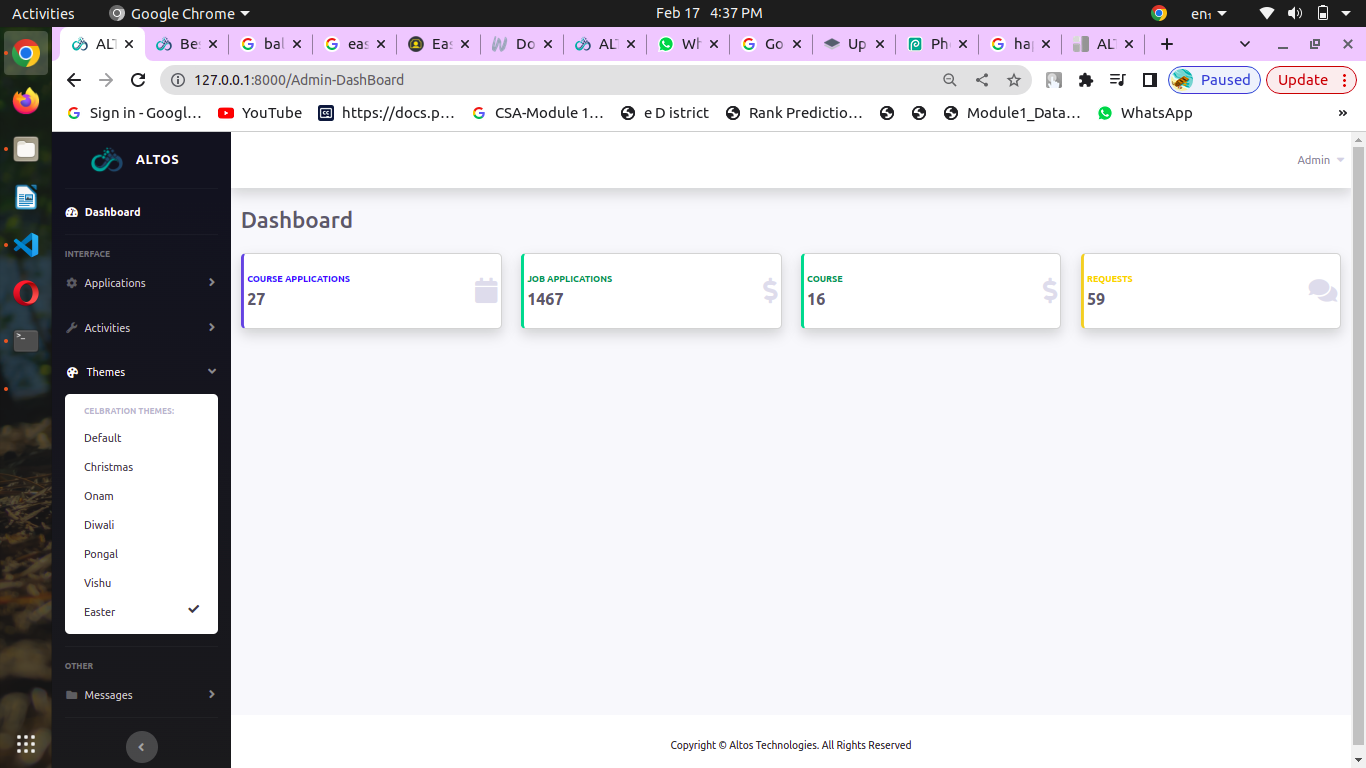 Activities Google Chrome Feb 17 4:37 PM en₁
ALT Be: bal eas Eas Do ALT Wh Go Up Ph hap ALT
127.0.0.1:8000/Admin-DashBoard Paused Update
Sign in - Googl… YouTube https://docs.p… CSA-Module 1… e D istrict Rank Predictio… Module1_Data… WhatsApp »
ALTOS
Admin
Dashboard
Dashboard
INTERFACE
COURSE APPLICATIONS
27
JOB APPLICATIONS
1467
COURSE
16
REQUESTS
59
Applications
Activities
Themes
CELBRATION THEMES:
Default
Christmas
Onam
Diwali
Pongal
Vishu
Easter
OTHER
Messages
Copyright © Altos Technologies. All Rights Reserved